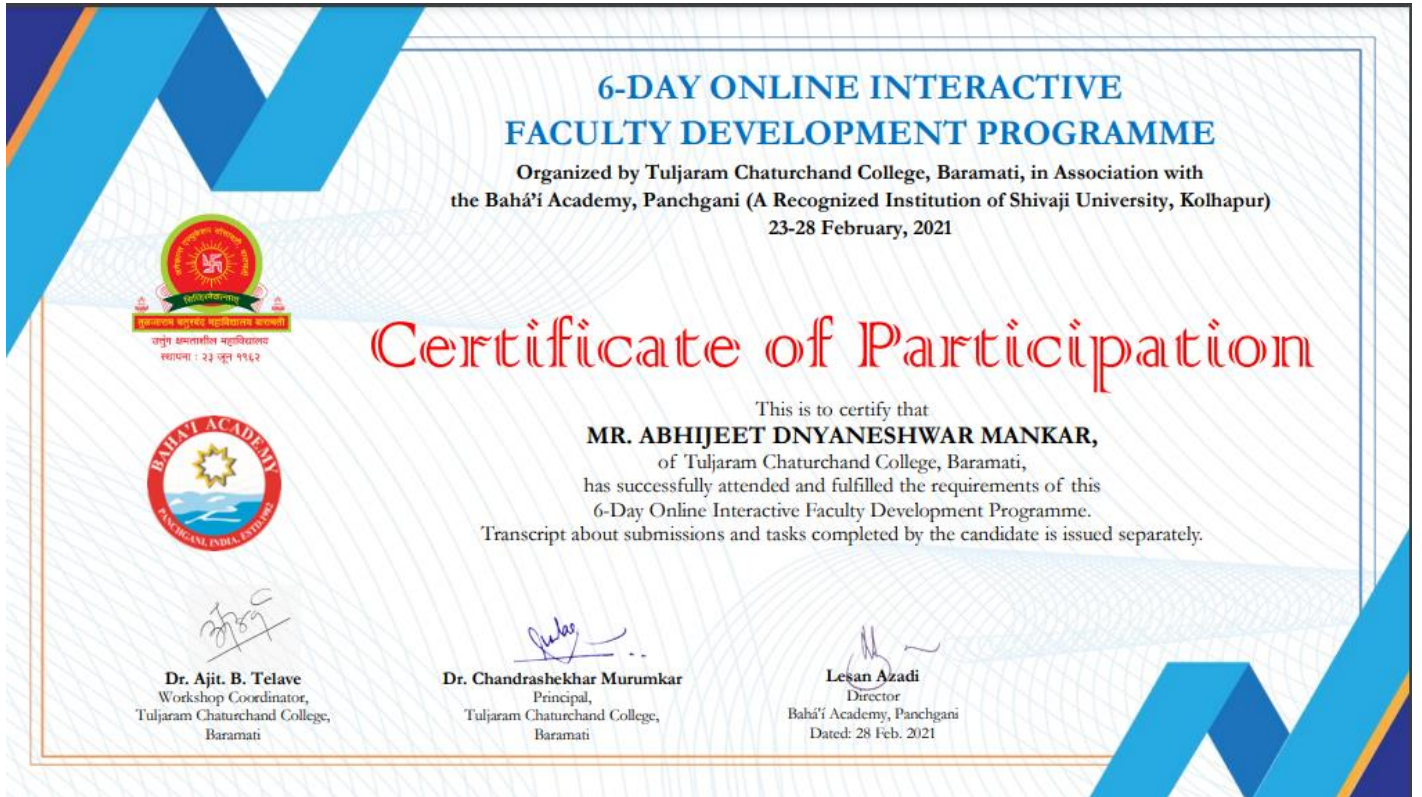 6-DAY ONLINE INTERACTIVE
FACULTY DEVELOPMENT PROGRAMME
Organized by Tuljaram Chaturchand College, Baramati, in Association with
the Bahá'í Academy, Panchgani (A Recognized Institution of Shivaji University, Kolhapur)
23-28 February, 2021
तुळजाराम चतुरचंद महाविद्यालय बारामती
उत्तुंग क्षमताशील महाविद्यालय
स्थापना : २३ जून १९६२
Certificate of Participation
BAHA'I ACADEMY
PANCHGANI, INDIA. ESTD.1982
This is to certify that
MR. ABHIJEET DNYANESHWAR MANKAR,
of Tuljaram Chaturchand College, Baramati,
has successfully attended and fulfilled the requirements of this
6-Day Online Interactive Faculty Development Programme.
Transcript about submissions and tasks completed by the candidate is issued separately.
Dr. Ajit. B. Telave
Workshop Coordinator,
Tuljaram Chaturchand College,
Baramati
Dr. Chandrashekhar Murumkar
Principal,
Tuljaram Chaturchand College,
Baramati
Lesan Azadi
Director
Bahá'í Academy, Panchgani
Dated: 28 Feb. 2021